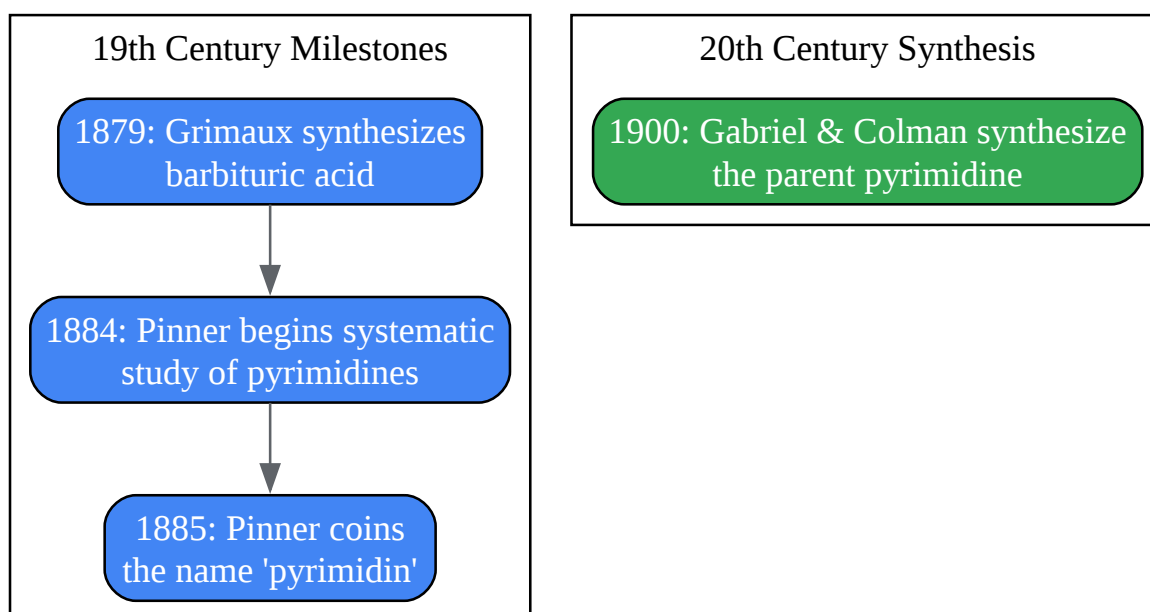 19th Century Milestones
1879: Grimaux synthesizes
barbituric acid
1884: Pinner begins systematic
study of pyrimidines
1885: Pinner coins
the name 'pyrimidin'
20th Century Synthesis
1900: Gabriel & Colman synthesize
the parent pyrimidine